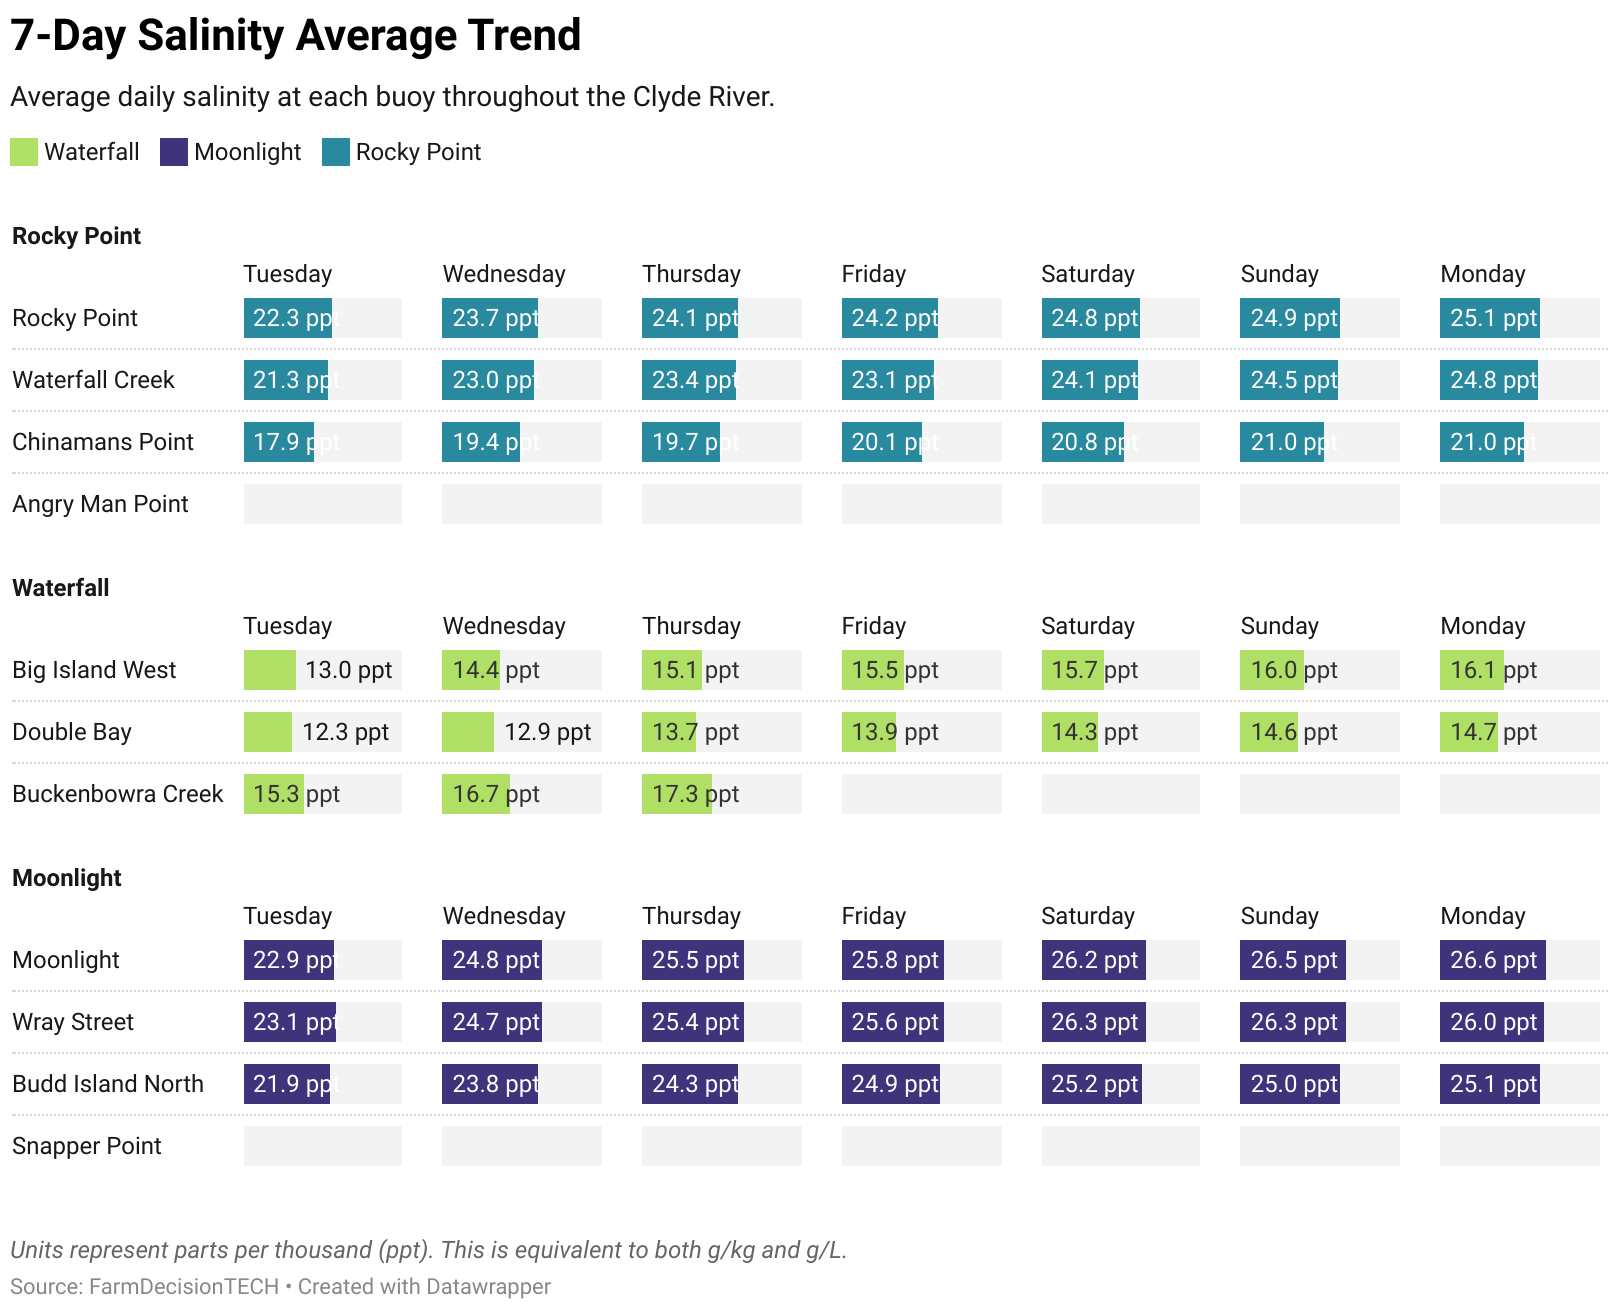 7-Day Salinity Average Trend
Average daily salinity at each buoy throughout the Clyde River.
Waterfall Moonlight Rocky Point
Rocky Point
Tuesday Wednesday Thursday Friday Saturday Sunday Monday
Rocky Point 22.3 ppt 23.7 ppt 24.1 ppt 24.2 ppt 24.8 ppt 24.9 ppt 25.1 ppt
Waterfall Creek 21.3 ppt 23.0 ppt 23.4 ppt 23.1 ppt 24.1 ppt 24.5 ppt 24.8 ppt
Chinamans Point 17.9 ppt 19.4 ppt 19.7 ppt 20.1 ppt 20.8 ppt 21.0 ppt 21.0 ppt
Angry Man Point
Waterfall
Tuesday Wednesday Thursday Friday Saturday Sunday Monday
Big Island West 13.0 ppt 14.4 ppt 15.1 ppt 15.5 ppt 15.7 ppt 16.0 ppt 16.1 ppt
Double Bay 12.3 ppt 12.9 ppt 13.7 ppt 13.9 ppt 14.3 ppt 14.6 ppt 14.7 ppt
Buckenbowra Creek 15.3 ppt 16.7 ppt 17.3 ppt
Moonlight
Tuesday Wednesday Thursday Friday Saturday Sunday Monday
Moonlight 22.9 ppt 24.8 ppt 25.5 ppt 25.8 ppt 26.2 ppt 26.5 ppt 26.6 ppt
Wray Street 23.1 ppt 24.7 ppt 25.4 ppt 25.6 ppt 26.3 ppt 26.3 ppt 26.0 ppt
Budd Island North 21.9 ppt 23.8 ppt 24.3 ppt 24.9 ppt 25.2 ppt 25.0 ppt 25.1 ppt
Snapper Point
Units represent parts per thousand (ppt). This is equivalent to both g/kg and g/L.
Source: FarmDecisionTECH • Created with Datawrapper